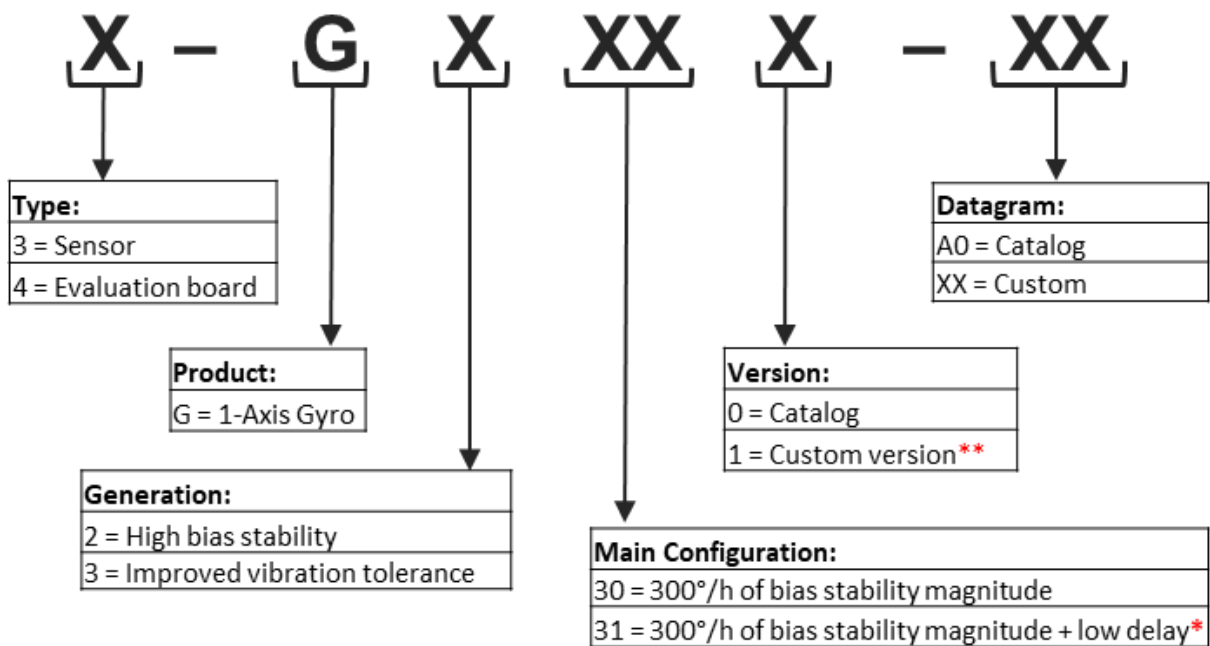 X – G X XX X – XX
Type:
3 = Sensor
4 = Evaluation board
Datagram:
A0 = Catalog
XX = Custom
Product:
G = 1-Axis Gyro
Version:
0 = Catalog
1 = Custom version**
Generation:
2 = High bias stability
3 = Improved vibration tolerance
Main Configuration:
30 = 300°/h of bias stability magnitude
31 = 300°/h of bias stability magnitude + low delay*